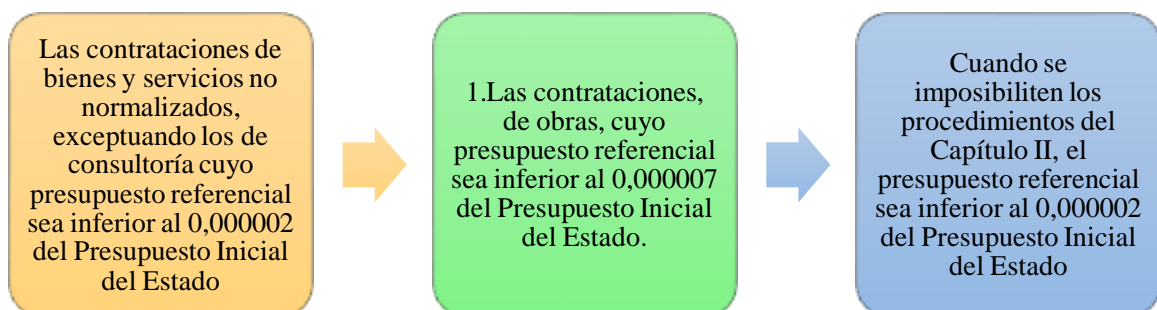 Las contrataciones de
bienes y servicios no
normalizados,
exceptuando los de
consultoría cuyo
presupuesto referencial
sea inferior al 0,000002
del Presupuesto Inicial
del Estado
1.Las contrataciones,
de obras, cuyo
presupuesto referencial
sea inferior al 0,000007
del Presupuesto Inicial
del Estado.
Cuando se
imposibiliten los
procedimientos del
Capítulo II, el
presupuesto referencial
sea inferior al 0,000002
del Presupuesto Inicial
del Estado